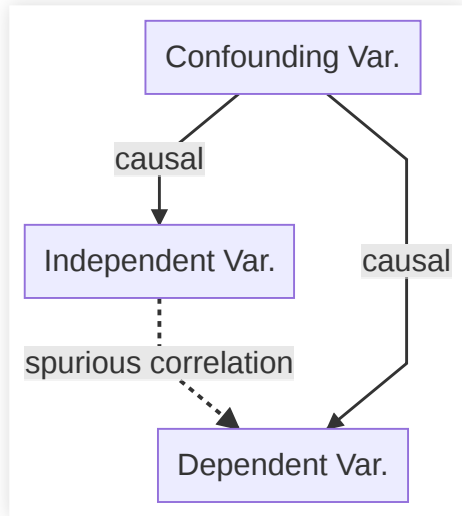 Confounding Var.
causal
Independent Var.
causal
spurious correlation
Dependent Var.